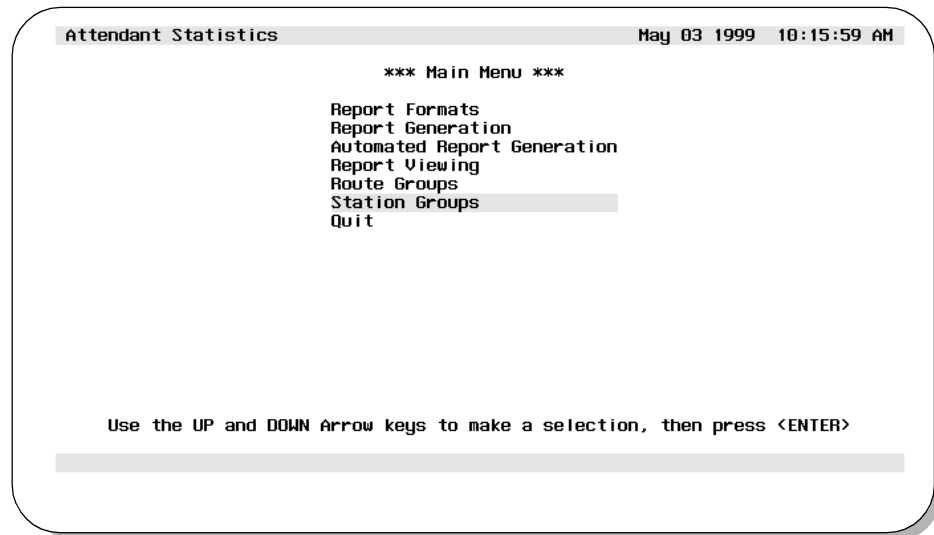 Attendant Statistics May 03 1999 10:15:59 AM
*** Main Menu ***
Report Formats
Report Generation
Automated Report Generation
Report Viewing
Route Groups
Station Groups
Quit
Use the UP and DOWN Arrow keys to make a selection, then press <ENTER>